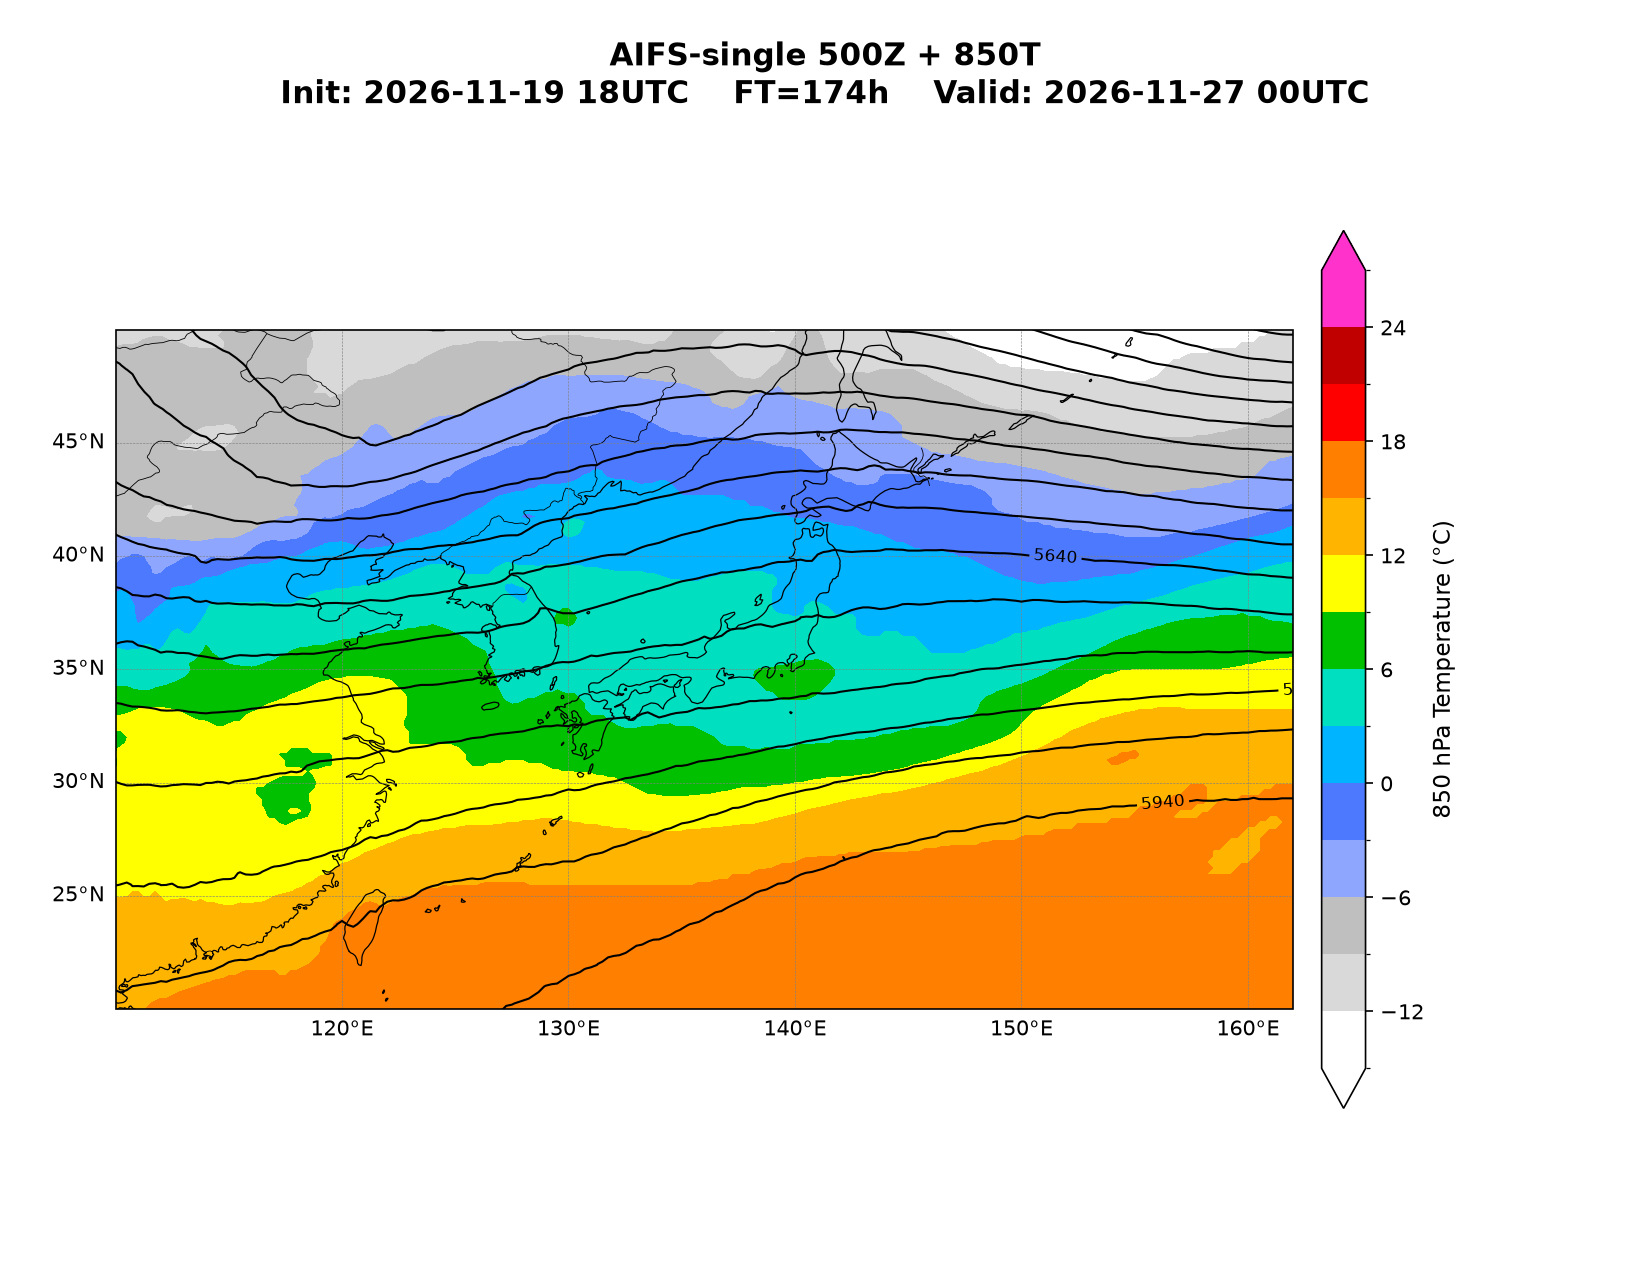 AIFS-single 500Z + 850T
Init: 2026-11-19 18UTC    FT=174h    Valid: 2026-11-27 00UTC
45°N
40°N
35°N
30°N
25°N
120°E
130°E
140°E
150°E
160°E
5640
5
5940
24
18
12
6
0
−6
−12
850 hPa Temperature (°C)